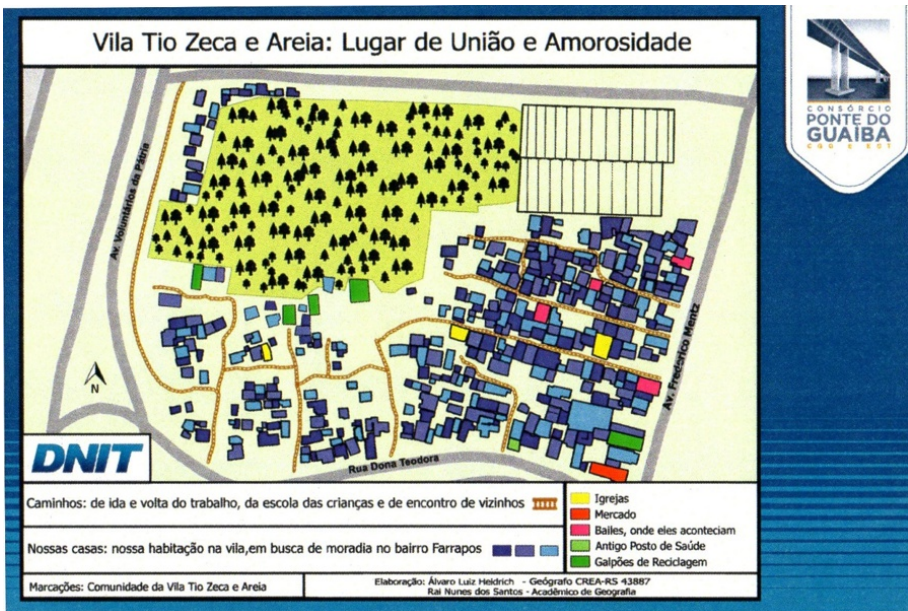 Vila Tio Zeca e Areia: Lugar de União e Amorosidade
CONSÓRCIO
PONTE DO
GUAÍBA
CGG E EGT
Av. Voluntários da Pátria
Av. Frederico Mentz
N
Rua Dona Teodora
DNIT
Caminhos: de ida e volta do trabalho, da escola das crianças e de encontro de vizinhos
Nossas casas: nossa habitação na vila,em busca de moradia no bairro Farrapos
Igrejas
Mercado
Bailes, onde eles aconteciam
Antigo Posto de Saúde
Galpões de Reciclagem
Marcações: Comunidade da Vila Tio Zeca e Areia
Elaboração: Álvaro Luiz Heidrich - Geógrafo CREA-RS 43887
Rai Nunes dos Santos - Acadêmico de Geografia